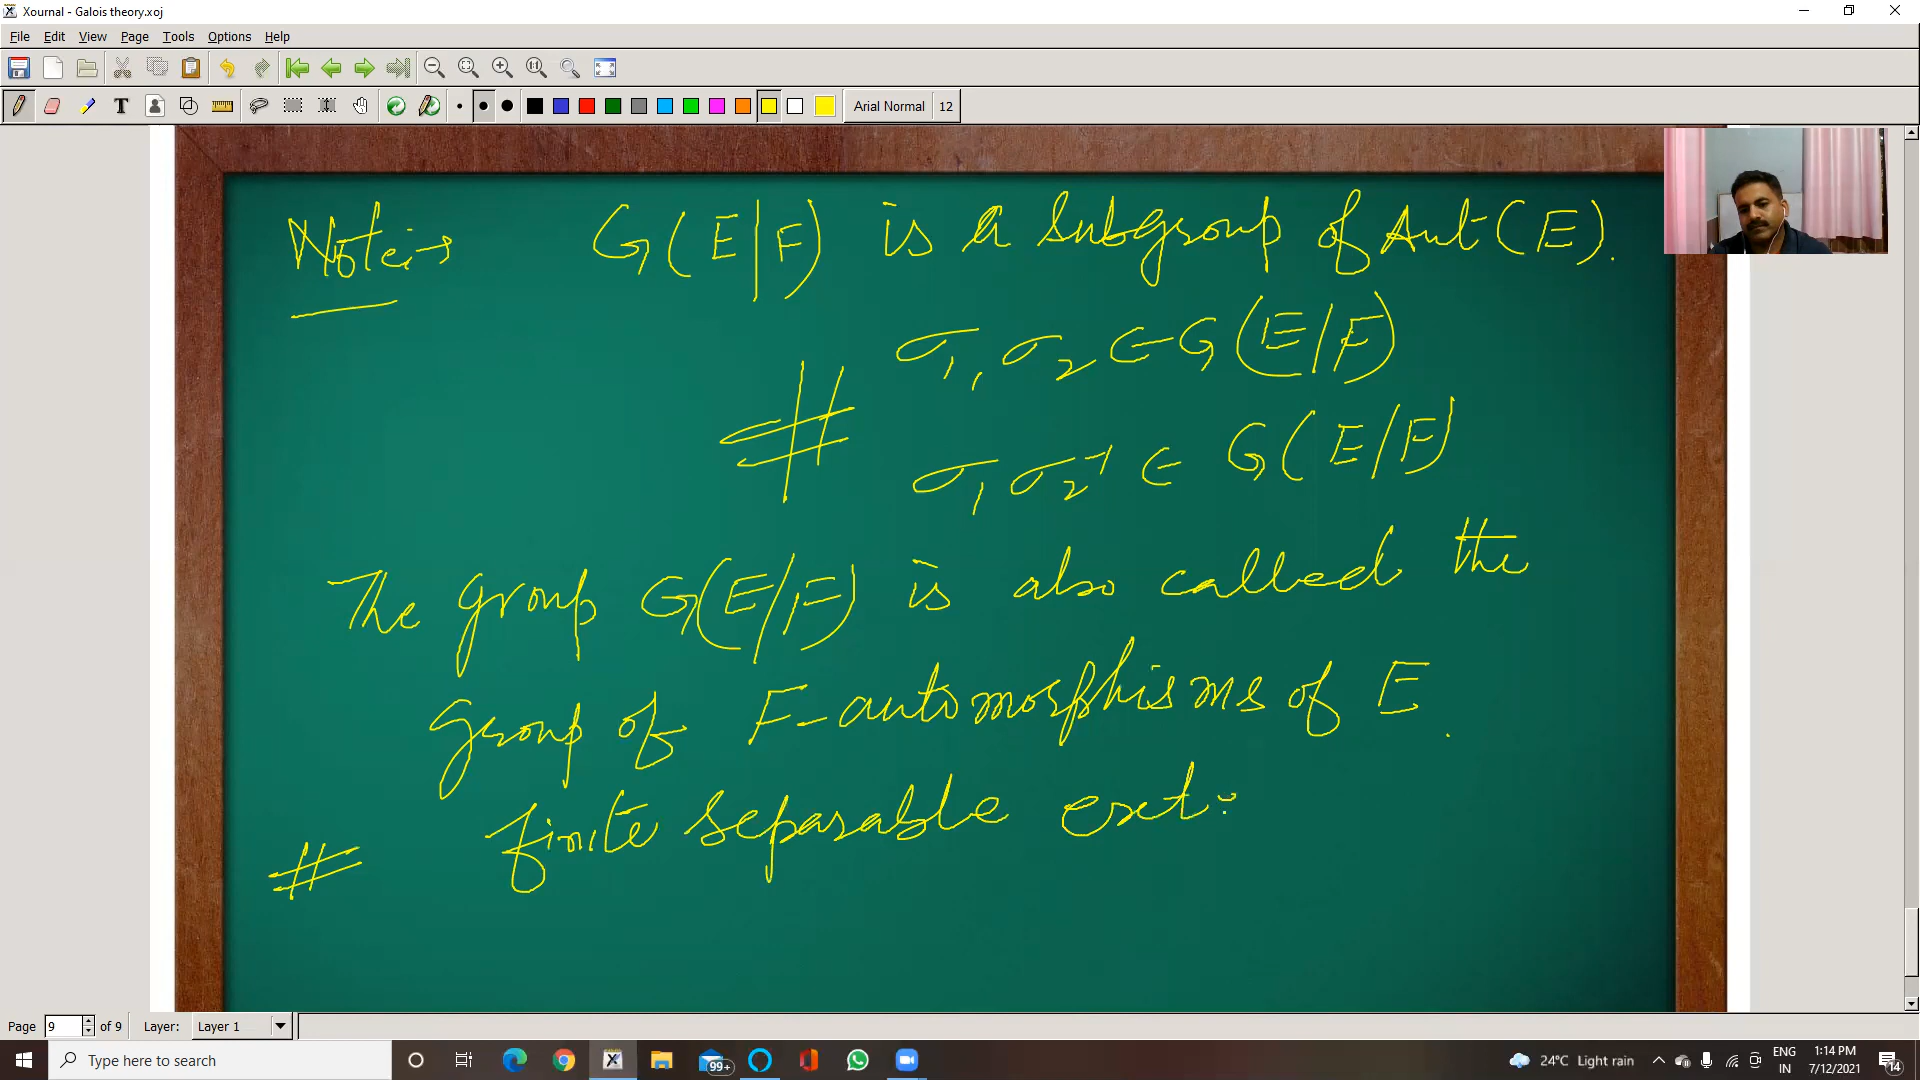 Xournal - Galois theory.xoj
File Edit View Page Tools Options Help
Arial Normal 12
Note:→ G(E|F) is a subgroup of Aut(E).
σ1, σ2 ∈ G(E/F)
#
σ1 σ2⁻¹ ∈ G(E/F)
The group G(E/F) is also called the
group of F-automorphisms of E.
# finite separable ext:
Page 9 of 9 Layer: Layer 1
Type here to search
99+
24°C Light rain
ENG
IN
1:14 PM
7/12/2021
14